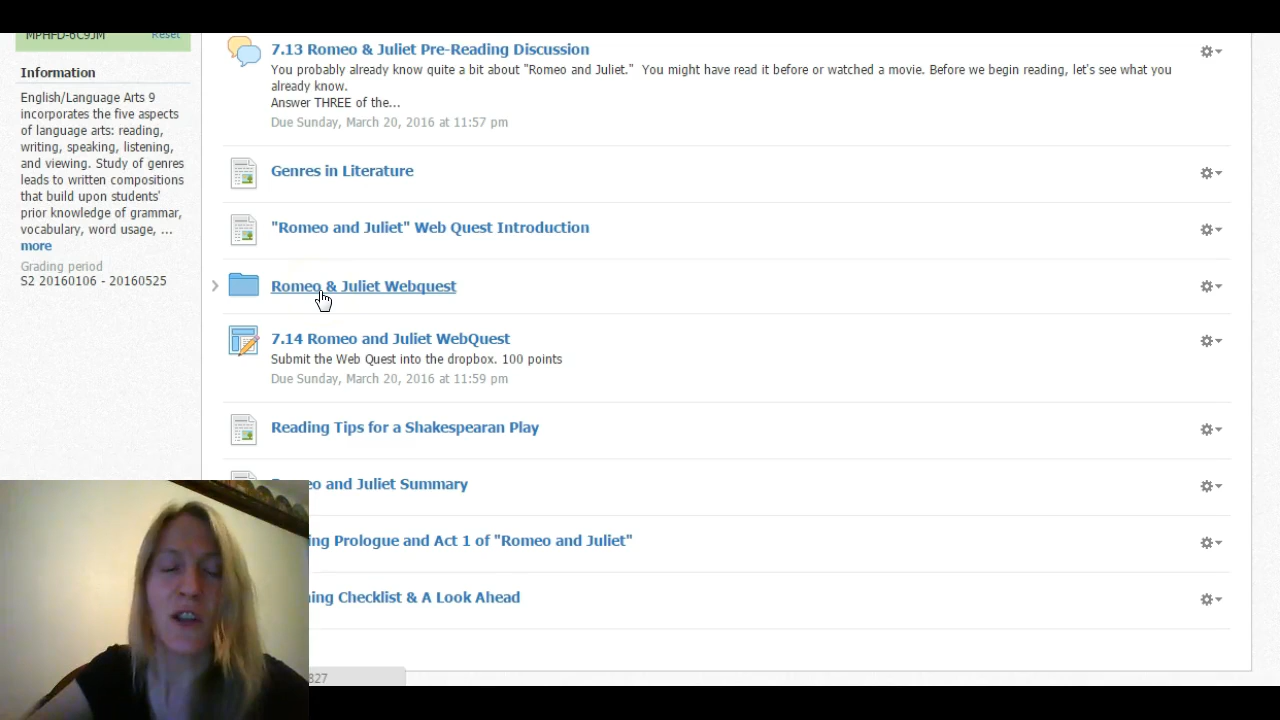 MPHFD-6C9JM Reset
Information
English/Language Arts 9
incorporates the five aspects
of language arts: reading,
writing, speaking, listening,
and viewing. Study of genres
leads to written compositions
that build upon students'
prior knowledge of grammar,
vocabulary, word usage, ...
more
Grading period
S2 20160106 - 20160525
7.13 Romeo & Juliet Pre-Reading Discussion
You probably already know quite a bit about "Romeo and Juliet."  You might have read it before or watched a movie. Before we begin reading, let's see what you
already know.
Answer THREE of the...
Due Sunday, March 20, 2016 at 11:57 pm
Genres in Literature
"Romeo and Juliet" Web Quest Introduction
Romeo & Juliet Webquest
7.14 Romeo and Juliet WebQuest
Submit the Web Quest into the dropbox. 100 points
Due Sunday, March 20, 2016 at 11:59 pm
Reading Tips for a Shakespearan Play
eo and Juliet Summary
ing Prologue and Act 1 of "Romeo and Juliet"
ing Checklist & A Look Ahead
827